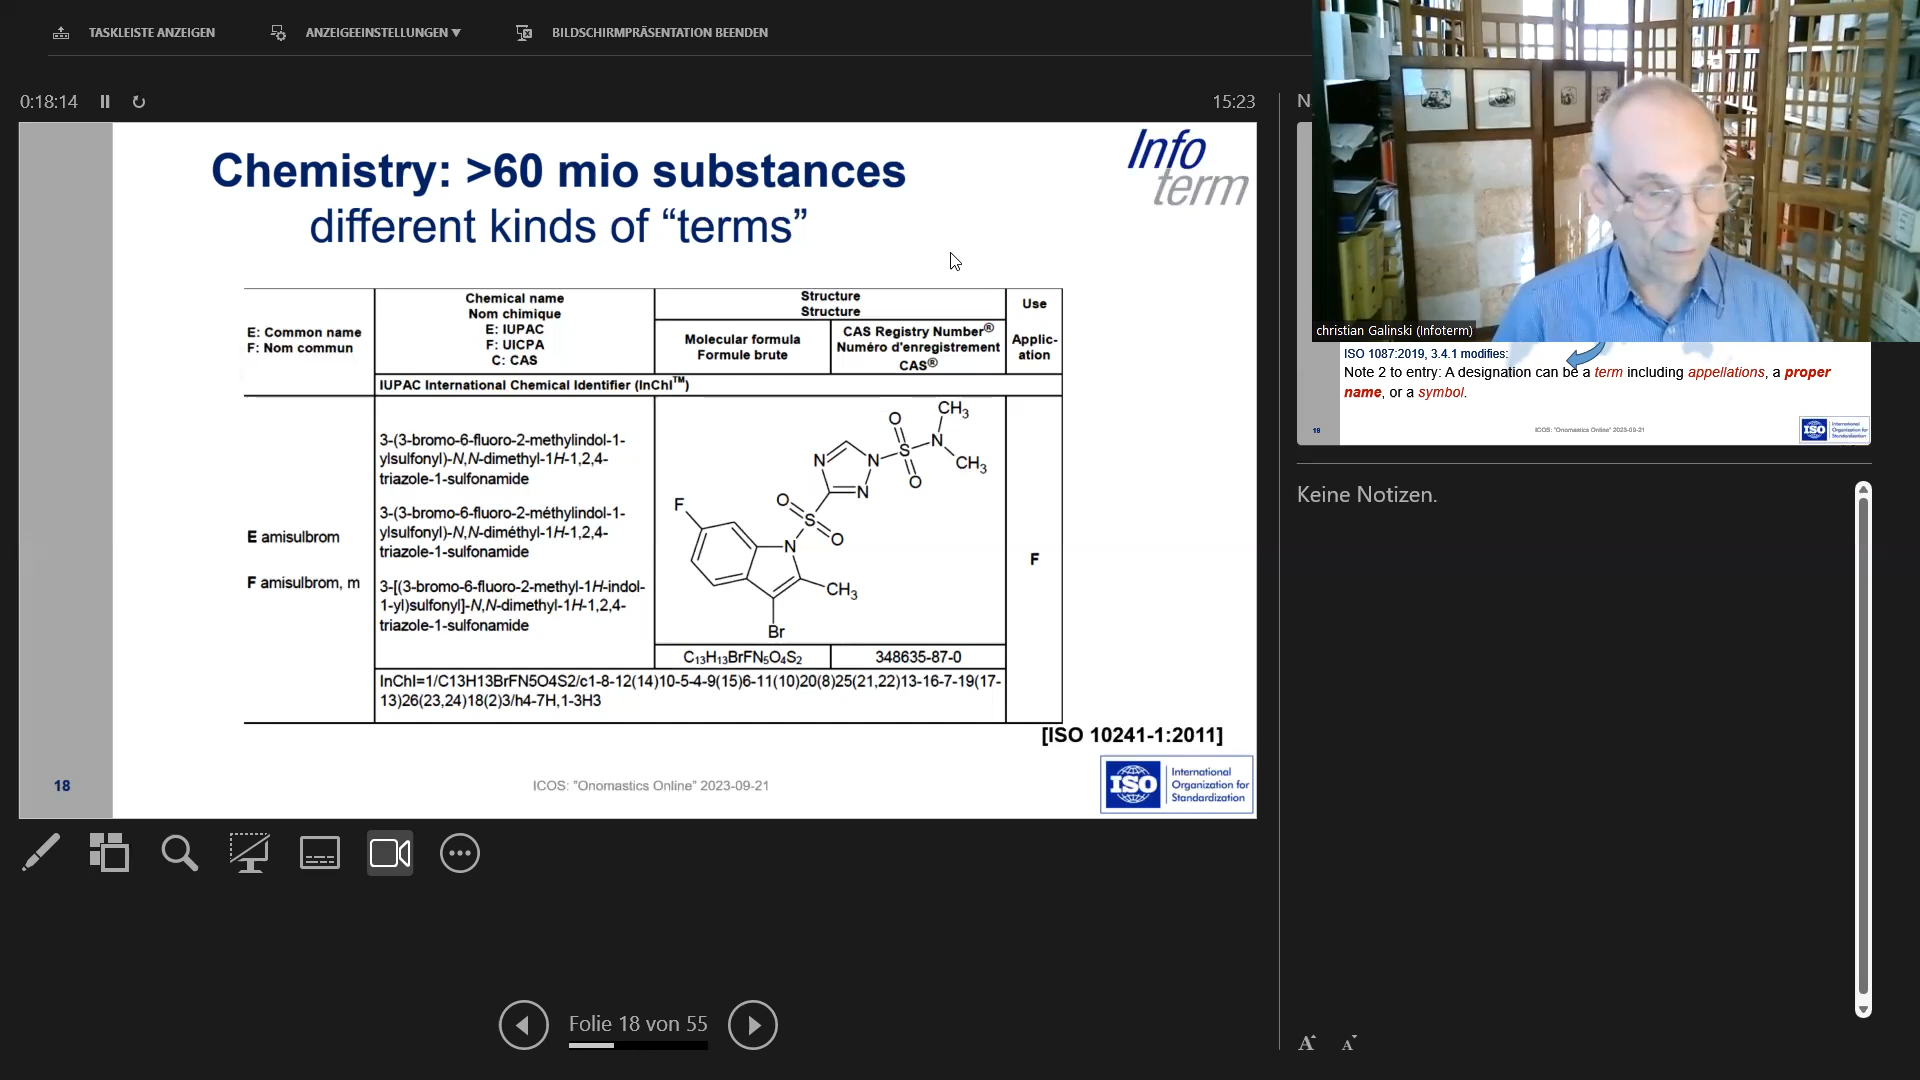 TASKLEISTE ANZEIGEN
ANZEIGEEINSTELLUNGEN ▼
BILDSCHIRMPRÄSENTATION BEENDEN
0:18:14
15:23
N
Chemistry: >60 mio substances
different kinds of “terms”
Info
term
E: Common name
F: Nom commun
Chemical name
Nom chimique
E: IUPAC
F: UICPA
C: CAS
Structure
Structure
Molecular formula
Formule brute
CAS Registry Number®
Numéro d'enregistrement
CAS®
Use
Applic-
ation
IUPAC International Chemical Identifier (InChI™)
E amisulbrom
F amisulbrom, m
3-(3-bromo-6-fluoro-2-methylindol-1-
ylsulfonyl)-N,N-dimethyl-1H-1,2,4-
triazole-1-sulfonamide
3-(3-bromo-6-fluoro-2-méthylindol-1-
ylsulfonyl)-N,N-diméthyl-1H-1,2,4-
triazole-1-sulfonamide
3-[(3-bromo-6-fluoro-2-methyl-1H-indol-
1-yl)sulfonyl]-N,N-dimethyl-1H-1,2,4-
triazole-1-sulfonamide
CH₃
O
N
S
N
N
CH₃
O
N
O
F
S
O
N
CH₃
Br
F
C₁₃H₁₃BrFN₅O₄S₂
348635-87-0
InChI=1/C13H13BrFN5O4S2/c1-8-12(14)10-5-4-9(15)6-11(10)20(8)25(21,22)13-16-7-19(17-
13)26(23,24)18(2)3/h4-7H,1-3H3
[ISO 10241-1:2011]
18
ICOS: "Onomastics Online" 2023-09-21
ISO
International
Organization for
Standardization
christian Galinski (Infoterm)
ISO 1087:2019, 3.4.1 modifies:
Note 2 to entry: A designation can be a term including appellations, a proper
name, or a symbol.
19
ICOS: "Onomastics Online" 2023-09-21
ISO
International
Organization for
Standardization
Keine Notizen.
Folie 18 von 55
A
A